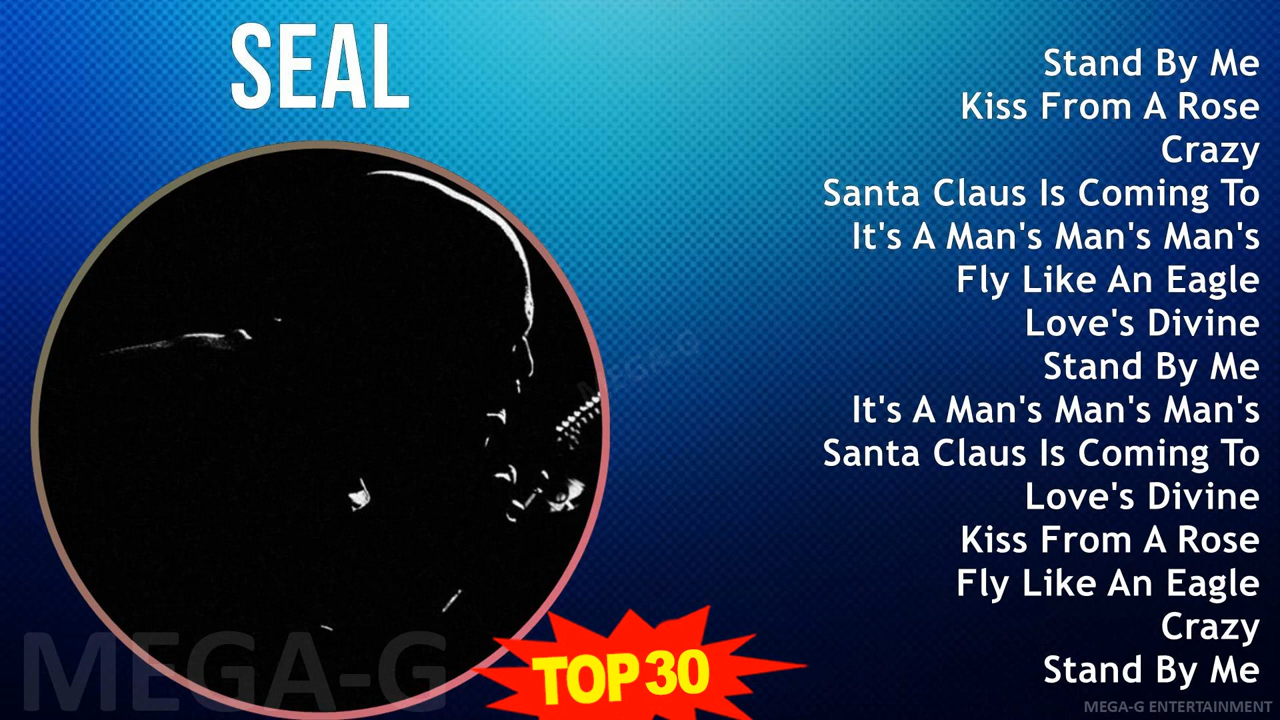 SEAL
Stand By Me
Kiss From A Rose
Crazy
Santa Claus Is Coming To
It's A Man's Man's Man's
Fly Like An Eagle
Love's Divine
Stand By Me
It's A Man's Man's Man's
Santa Claus Is Coming To
Love's Divine
Kiss From A Rose
Fly Like An Eagle
Crazy
Stand By Me
MEGA-G
MEGA-G
TOP 30
MEGA-G ENTERTAINMENT